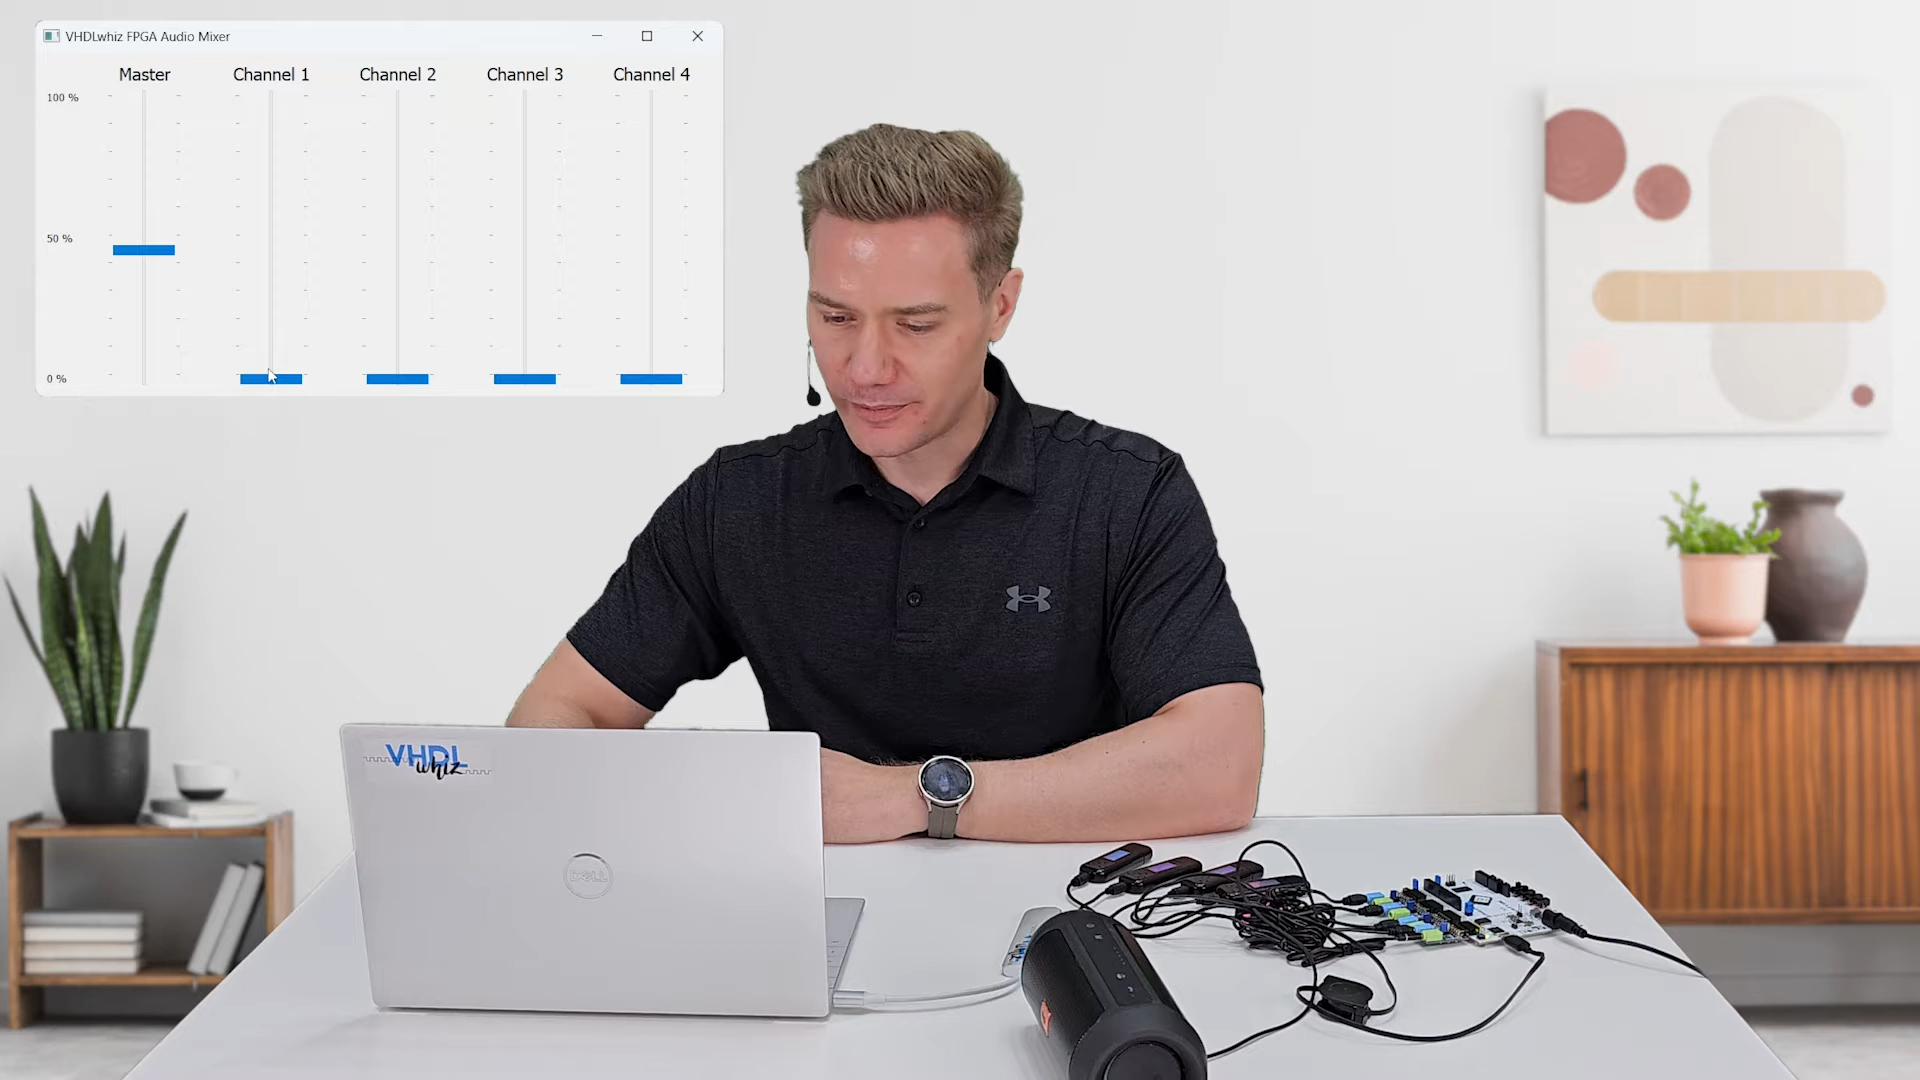 VHDLwhiz FPGA Audio Mixer
Master Channel 1 Channel 2 Channel 3 Channel 4
100 %
50 %
0 %
VHDL
whiz
DELL